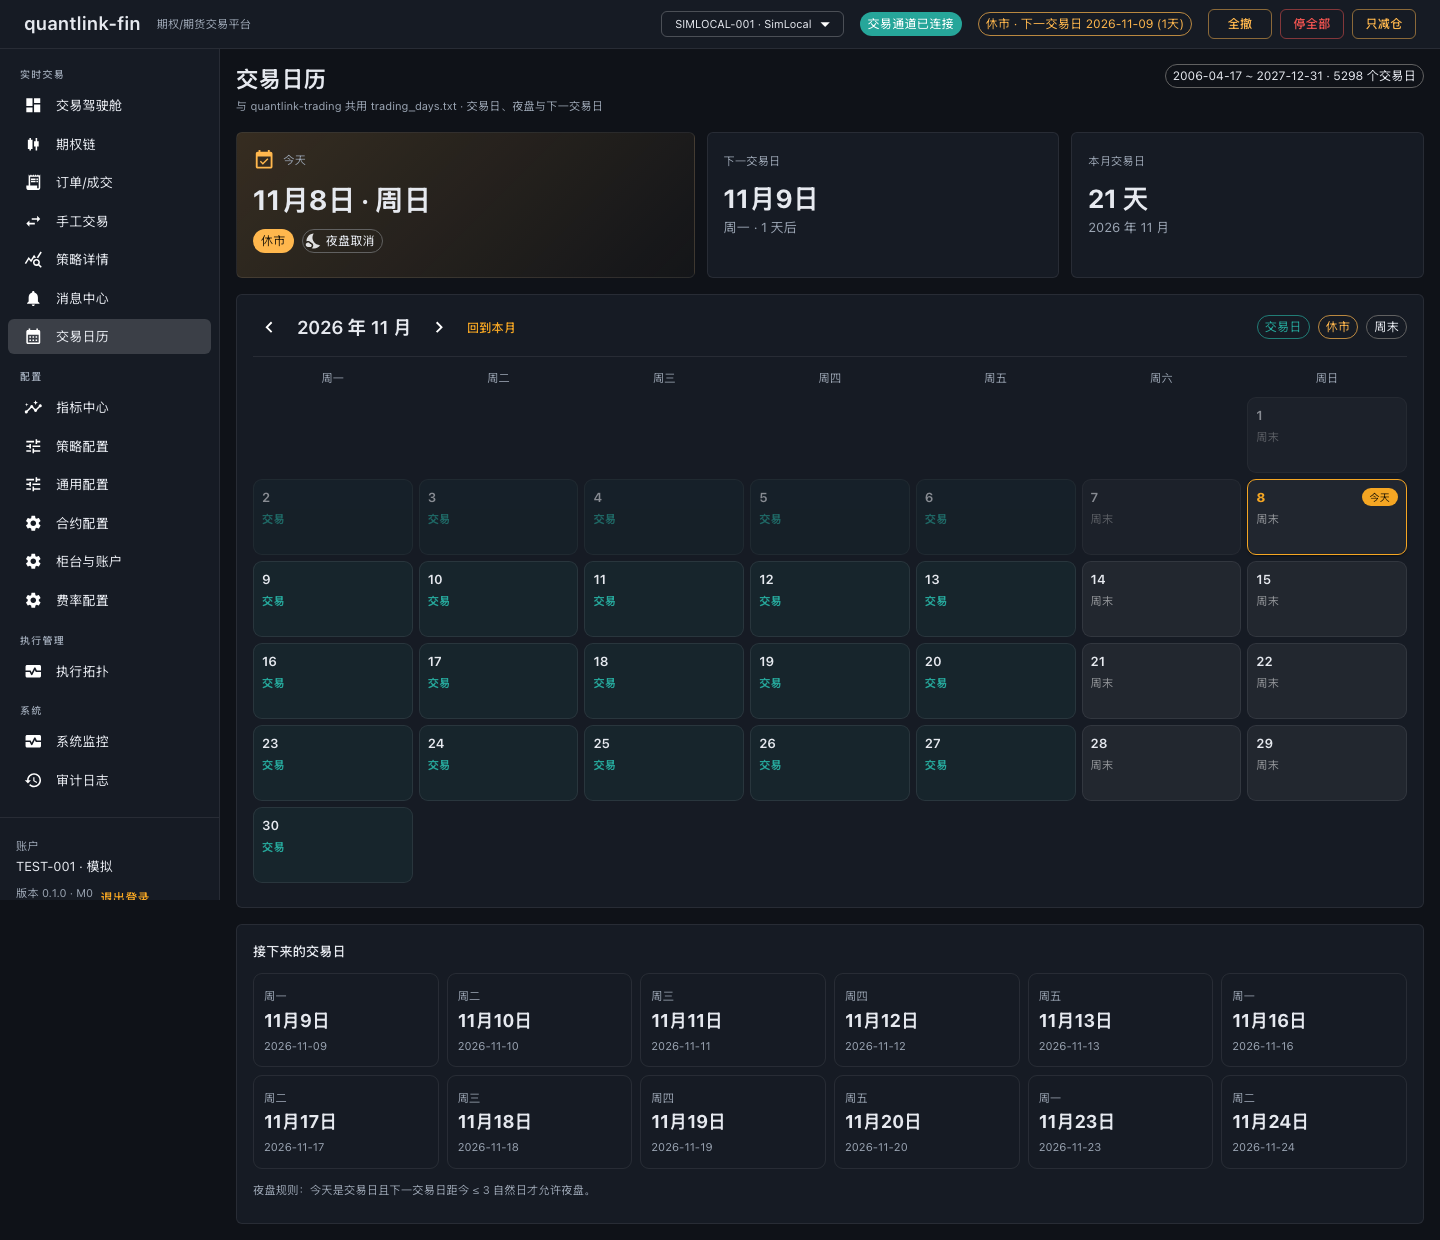 quantlink-fin 期权/期货交易平台 SIMLOCAL-001 · SimLocal 交易通道已连接 休市 · 下一交易日 2026-11-09 (1天) 全撤 停全部 只减仓
实时交易
交易驾驶舱
期权链
订单/成交
手工交易
策略详情
消息中心
交易日历
配置
指标中心
策略配置
通用配置
合约配置
柜台与账户
费率配置
执行管理
执行拓扑
系统
系统监控
审计日志
账户
TEST-001 · 模拟
版本 0.1.0 · M0 退出登录
交易日历
2006-04-17 ~ 2027-12-31 · 5298 个交易日
与 quantlink-trading 共用 trading_days.txt · 交易日、夜盘与下一交易日
今天
11月8日 · 周日
休市 夜盘取消
下一交易日
11月9日
周一 · 1 天后
本月交易日
21 天
2026 年 11 月
2026 年 11 月 回到本月 交易日 休市 周末
周一 周二 周三 周四 周五 周六 周日
1
周末
2 3 4 5 6 7 8 今天
交易 交易 交易 交易 交易 周末 周末
9 10 11 12 13 14 15
交易 交易 交易 交易 交易 周末 周末
16 17 18 19 20 21 22
交易 交易 交易 交易 交易 周末 周末
23 24 25 26 27 28 29
交易 交易 交易 交易 交易 周末 周末
30
交易
接下来的交易日
周一 周二 周三 周四 周五 周一
11月9日 11月10日 11月11日 11月12日 11月13日 11月16日
2026-11-09 2026-11-10 2026-11-11 2026-11-12 2026-11-13 2026-11-16
周二 周三 周四 周五 周一 周二
11月17日 11月18日 11月19日 11月20日 11月23日 11月24日
2026-11-17 2026-11-18 2026-11-19 2026-11-20 2026-11-23 2026-11-24
夜盘规则：今天是交易日且下一交易日距今 ≤ 3 自然日才允许夜盘。